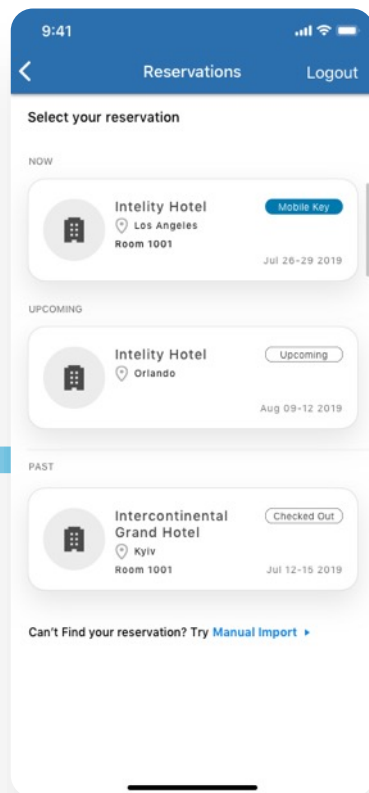 9:41
Reservations Logout
Select your reservation
NOW
Intelity Hotel Mobile Key
Los Angeles
Room 1001
Jul 26-29 2019
UPCOMING
Intelity Hotel Upcoming
Orlando
Aug 09-12 2019
PAST
Intercontinental Checked Out
Grand Hotel
Kyiv
Room 1001 Jul 12-15 2019
Can't Find your reservation? Try Manual Import